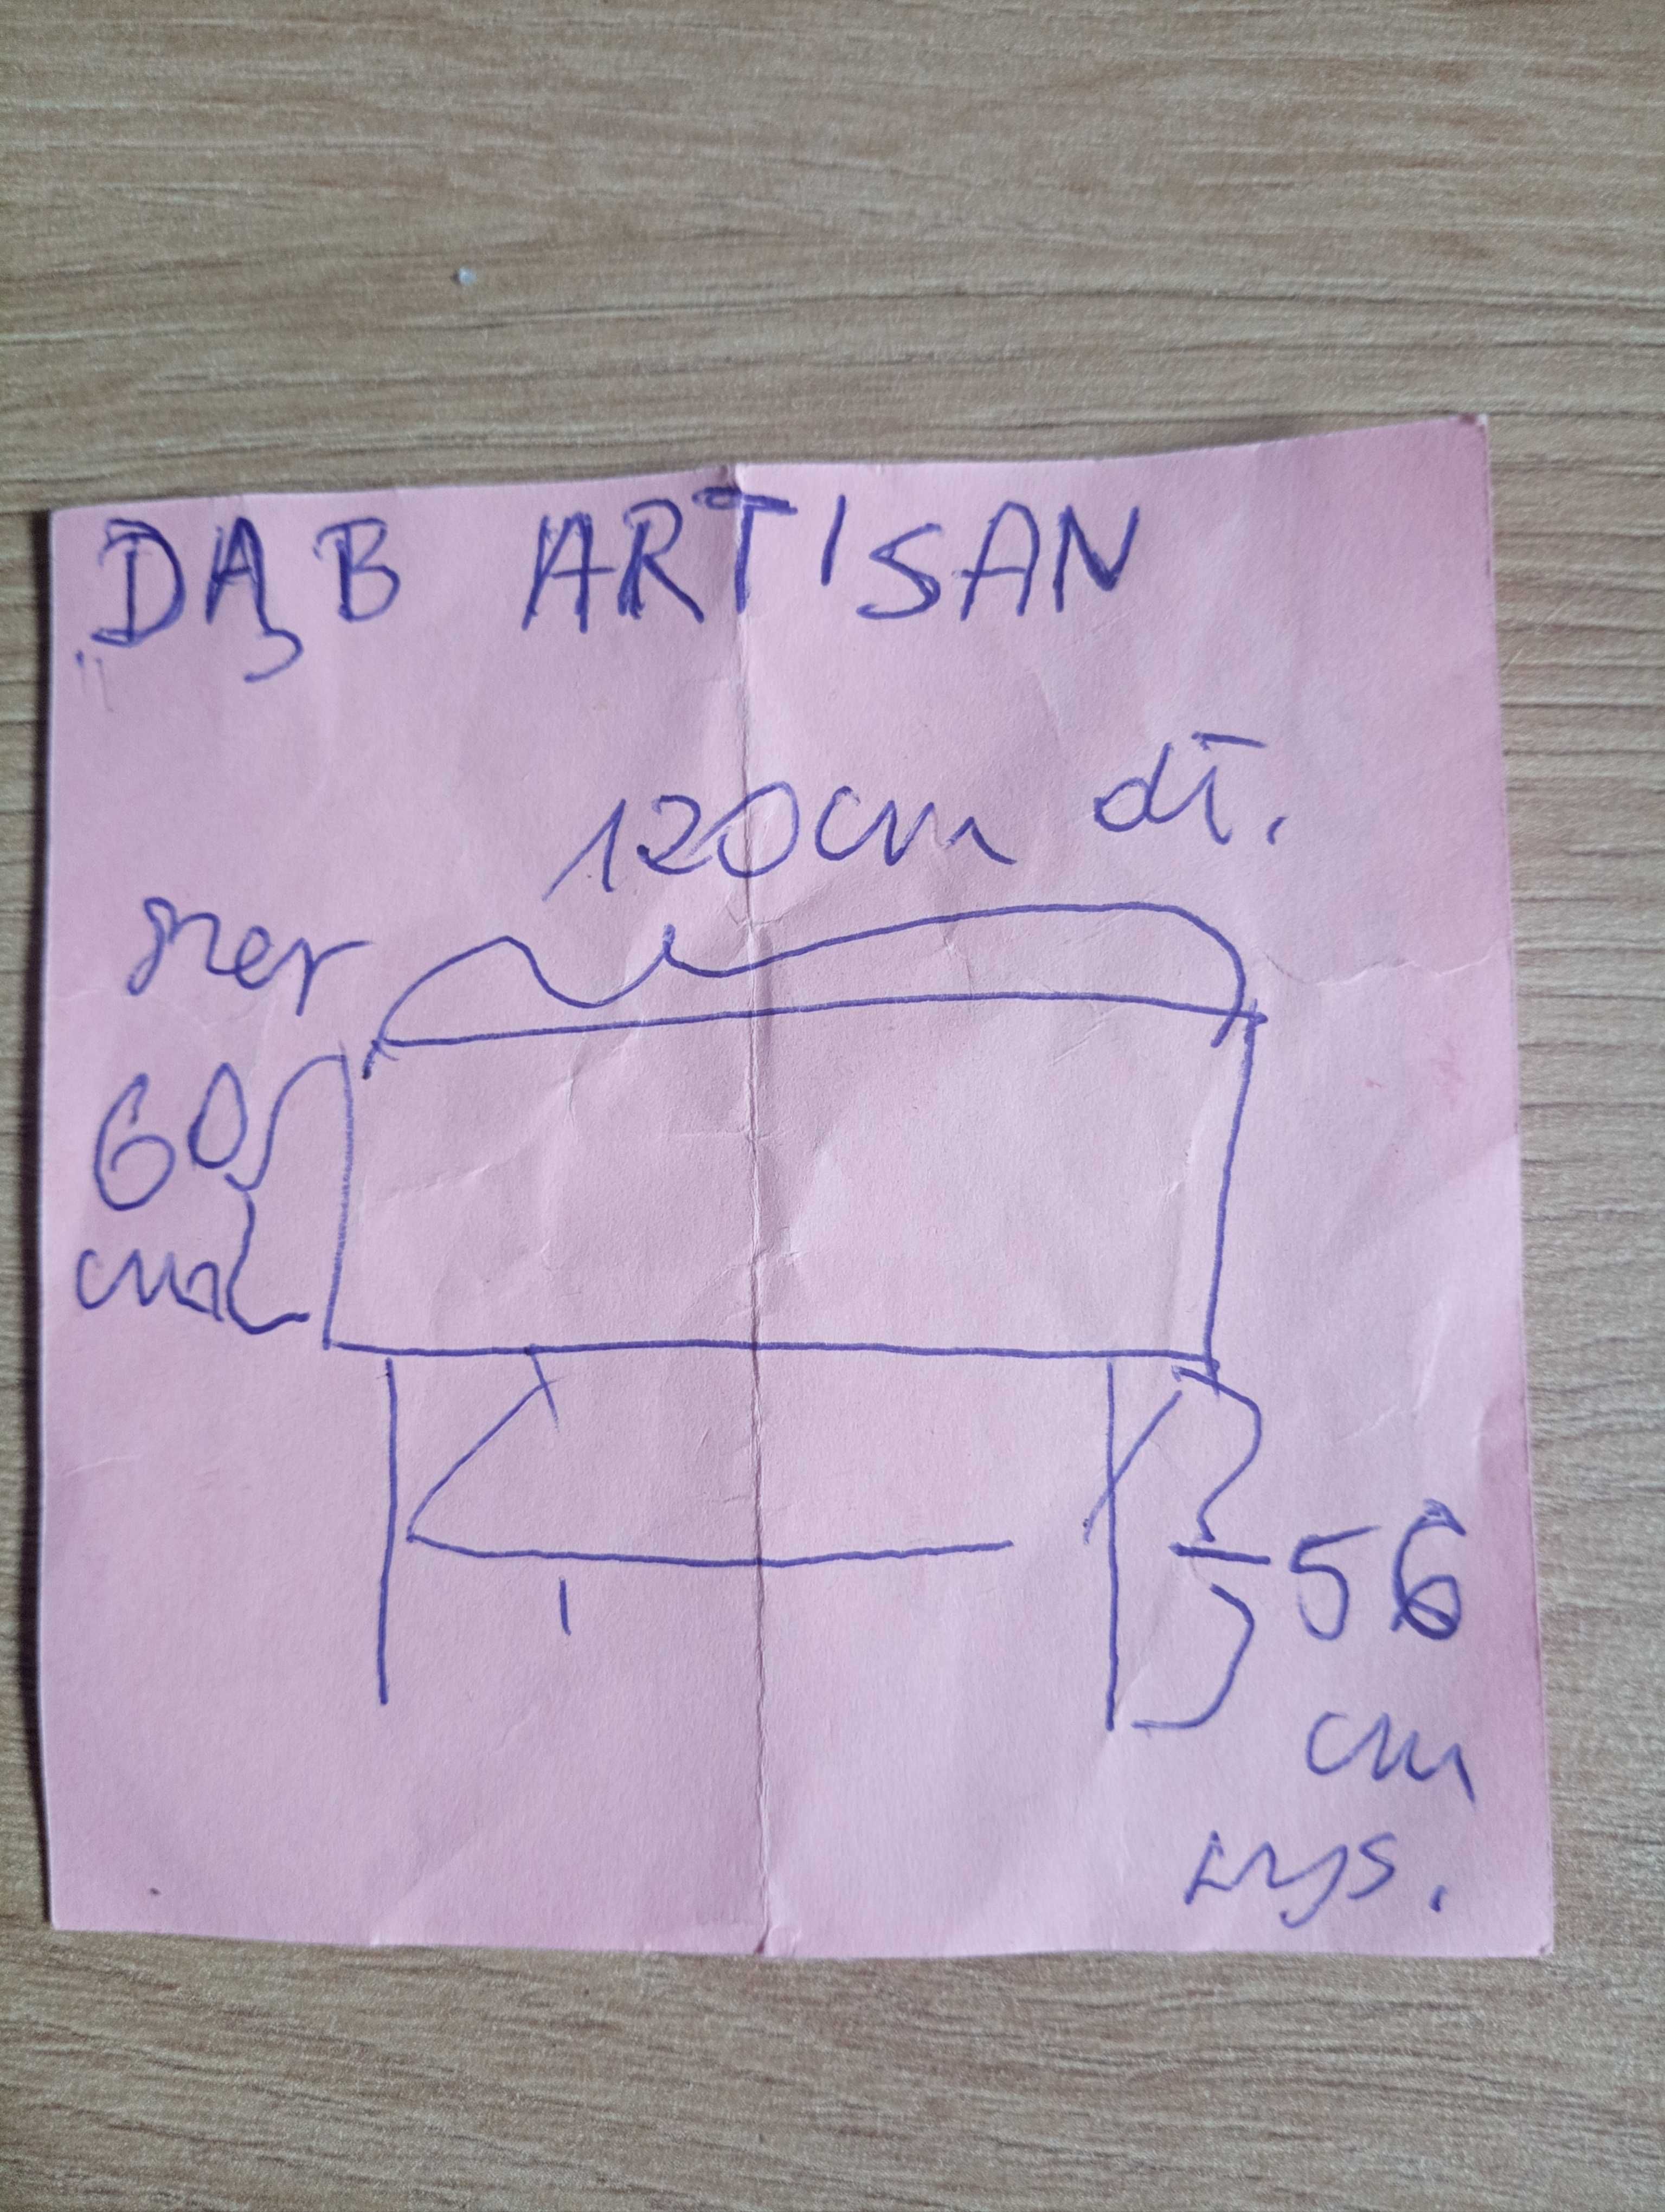 DĄB ARTISAN
120cm dł.
szer
60
cm
56
cm
wys.